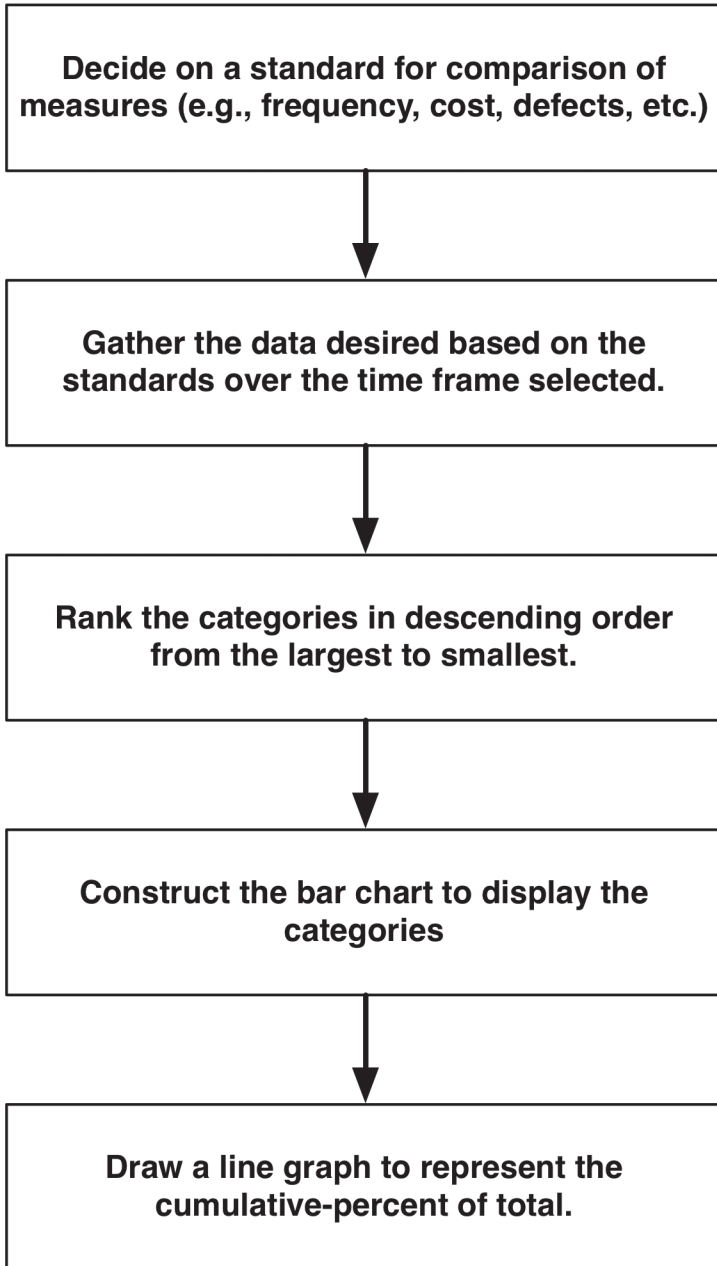 Decide on a standard for comparison of
measures (e.g., frequency, cost, defects, etc.)
Gather the data desired based on the
standards over the time frame selected.
Rank the categories in descending order
from the largest to smallest.
Construct the bar chart to display the
categories
Draw a line graph to represent the
cumulative-percent of total.